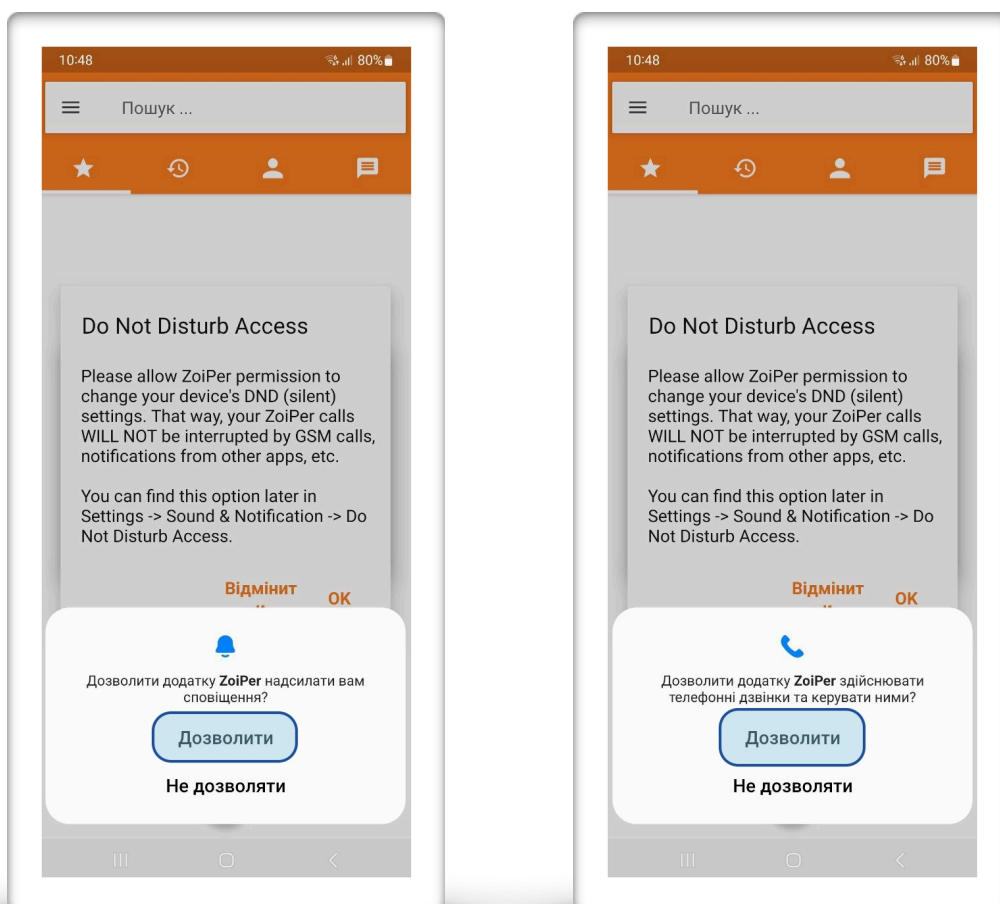 10:48
80%
Пошук ...
Do Not Disturb Access
Please allow ZoiPer permission to
change your device's DND (silent)
settings. That way, your ZoiPer calls
WILL NOT be interrupted by GSM calls,
notifications from other apps, etc.
You can find this option later in
Settings -> Sound & Notification -> Do
Not Disturb Access.
Відмінит
OK
Дозволити додатку ZoiPer надсилати вам
сповіщення?
Дозволити
Не дозволяти
10:48
80%
Пошук ...
Do Not Disturb Access
Please allow ZoiPer permission to
change your device's DND (silent)
settings. That way, your ZoiPer calls
WILL NOT be interrupted by GSM calls,
notifications from other apps, etc.
You can find this option later in
Settings -> Sound & Notification -> Do
Not Disturb Access.
Відмінит
OK
Дозволити додатку ZoiPer здійснювати
телефонні дзвінки та керувати ними?
Дозволити
Не дозволяти